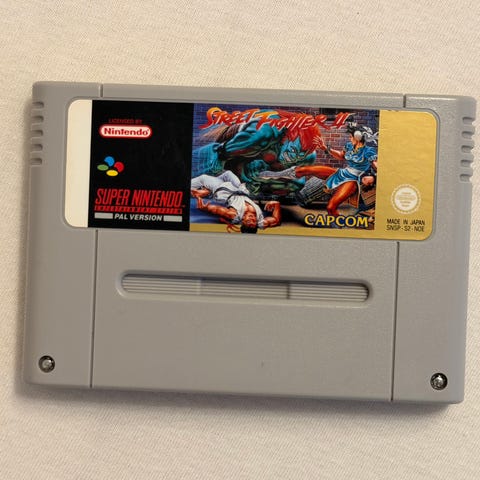 LICENSED BY
Nintendo
SUPER NINTENDO
ENTERTAINMENT SYSTEM
PAL VERSION
STREET FIGHTER II
TM
CAPCOM
MADE IN JAPAN
SNSP-S2-NOE